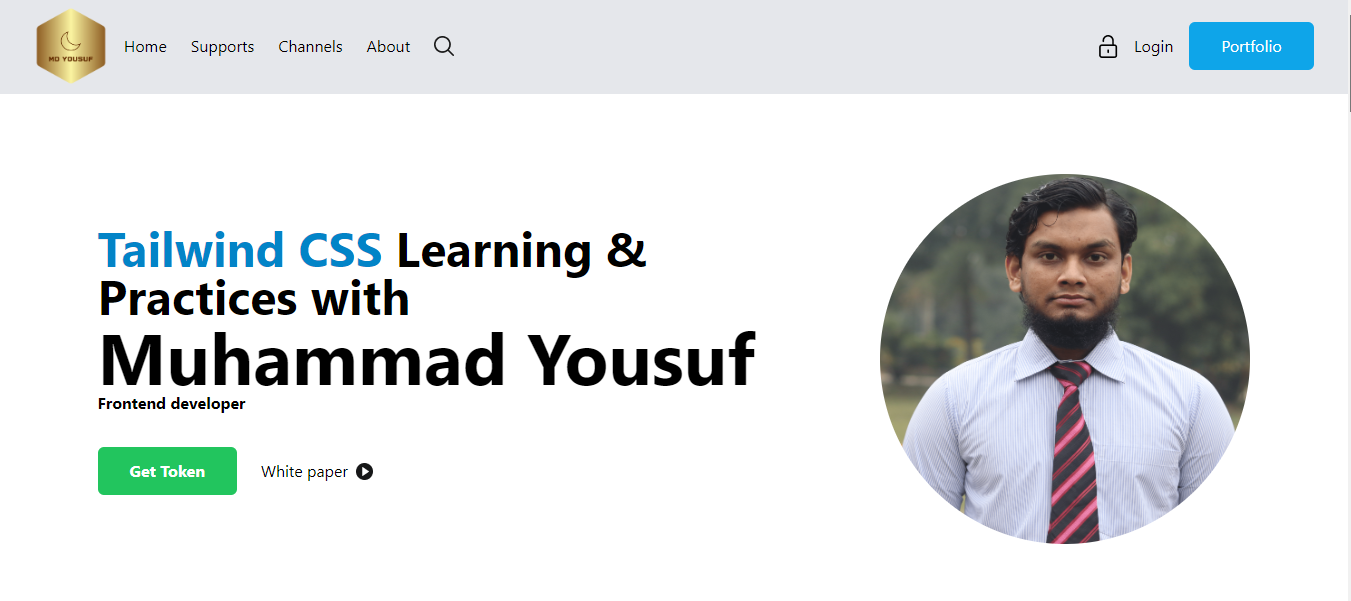 MO YOUSUF
Home Supports Channels About
Login Portfolio
Tailwind CSS Learning &
Practices with
Muhammad Yousuf
Frontend developer
Get Token White paper